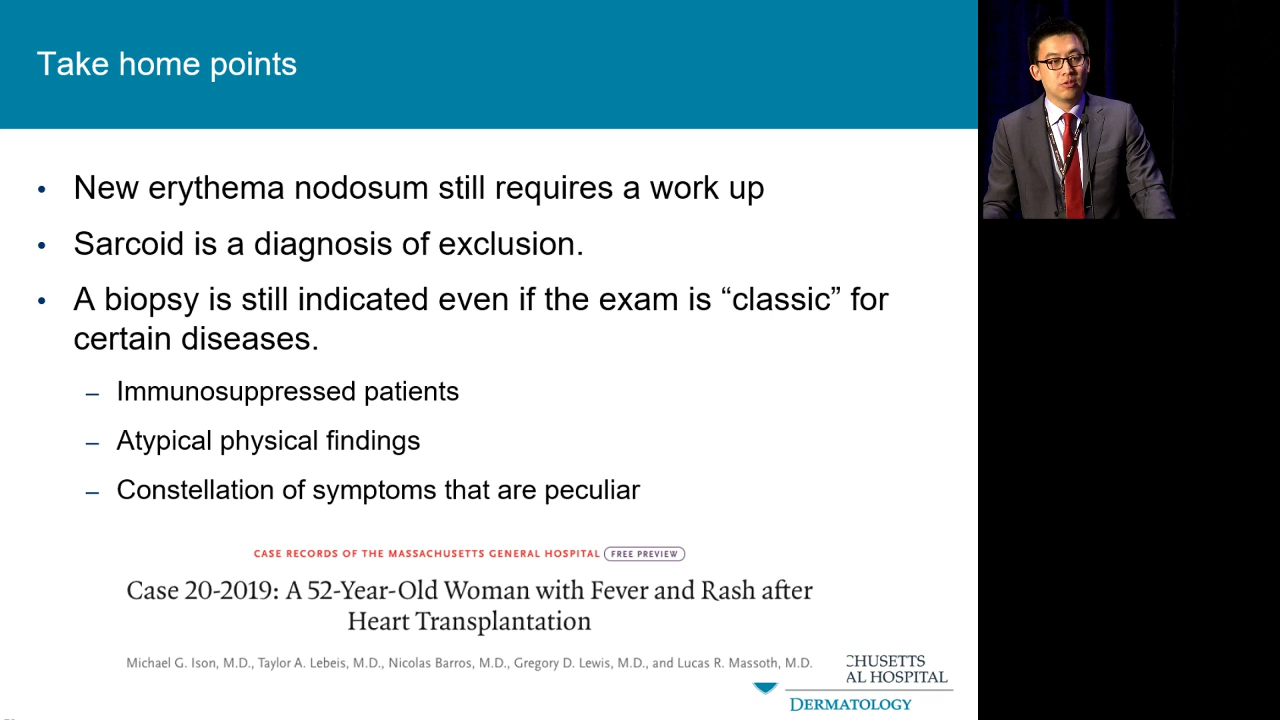 Take home points
• New erythema nodosum still requires a work up
• Sarcoid is a diagnosis of exclusion.
• A biopsy is still indicated even if the exam is “classic” for
certain diseases.
– Immunosuppressed patients
– Atypical physical findings
– Constellation of symptoms that are peculiar
CASE RECORDS OF THE MASSACHUSETTS GENERAL HOSPITAL FREE PREVIEW
Case 20-2019: A 52-Year-Old Woman with Fever and Rash after
Heart Transplantation
Michael G. Ison, M.D., Taylor A. Lebeis, M.D., Nicolas Barros, M.D., Gregory D. Lewis, M.D., and Lucas R. Massoth, M.D.
CHUSETTS
AL HOSPITAL
DERMATOLOGY